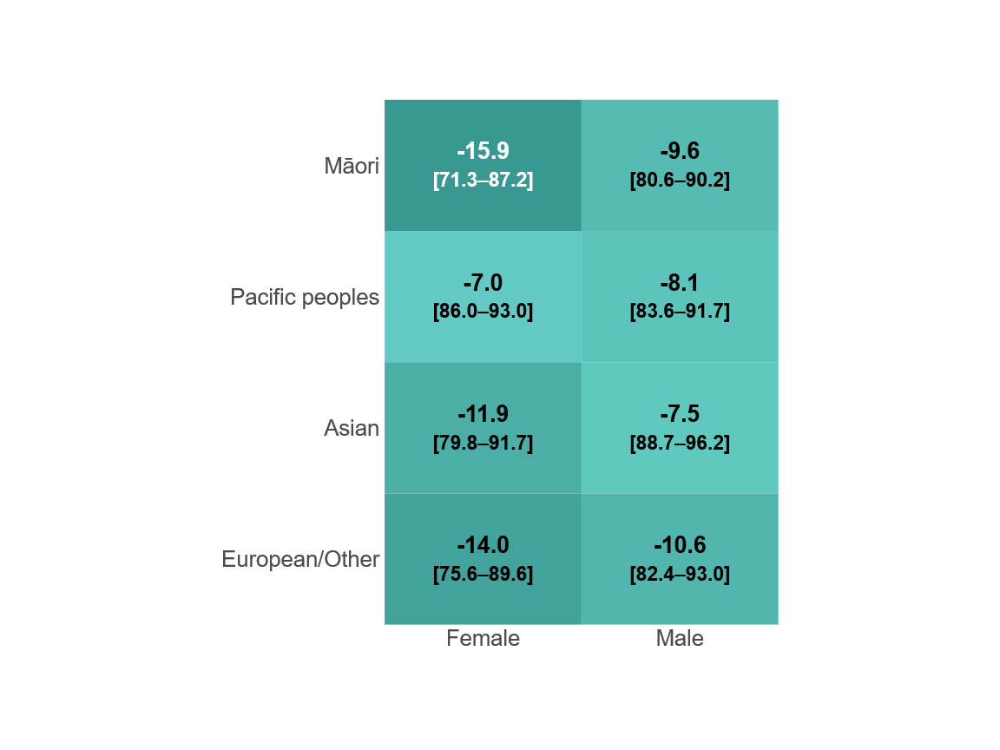 Māori
-15.9
[71.3–87.2]
-9.6
[80.6–90.2]
Pacific peoples
-7.0
[86.0–93.0]
-8.1
[83.6–91.7]
Asian
-11.9
[79.8–91.7]
-7.5
[88.7–96.2]
European/Other
-14.0
[75.6–89.6]
-10.6
[82.4–93.0]
Female
Male